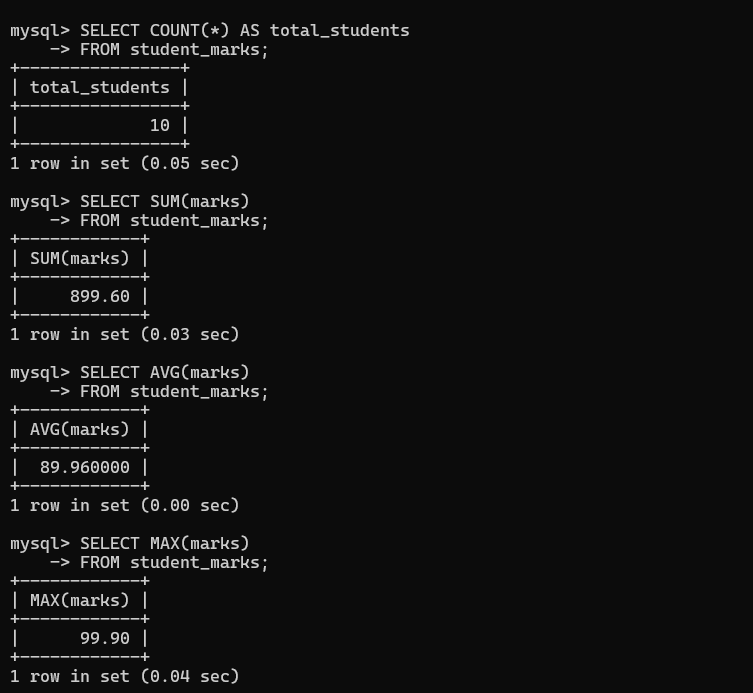 mysql> SELECT COUNT(*) AS total_students
    -> FROM student_marks;
+----------------+
| total_students |
+----------------+
|             10 |
+----------------+
1 row in set (0.05 sec)

mysql> SELECT SUM(marks)
    -> FROM student_marks;
+------------+
| SUM(marks) |
+------------+
|     899.60 |
+------------+
1 row in set (0.03 sec)

mysql> SELECT AVG(marks)
    -> FROM student_marks;
+------------+
| AVG(marks) |
+------------+
|  89.960000 |
+------------+
1 row in set (0.00 sec)

mysql> SELECT MAX(marks)
    -> FROM student_marks;
+------------+
| MAX(marks) |
+------------+
|      99.90 |
+------------+
1 row in set (0.04 sec)